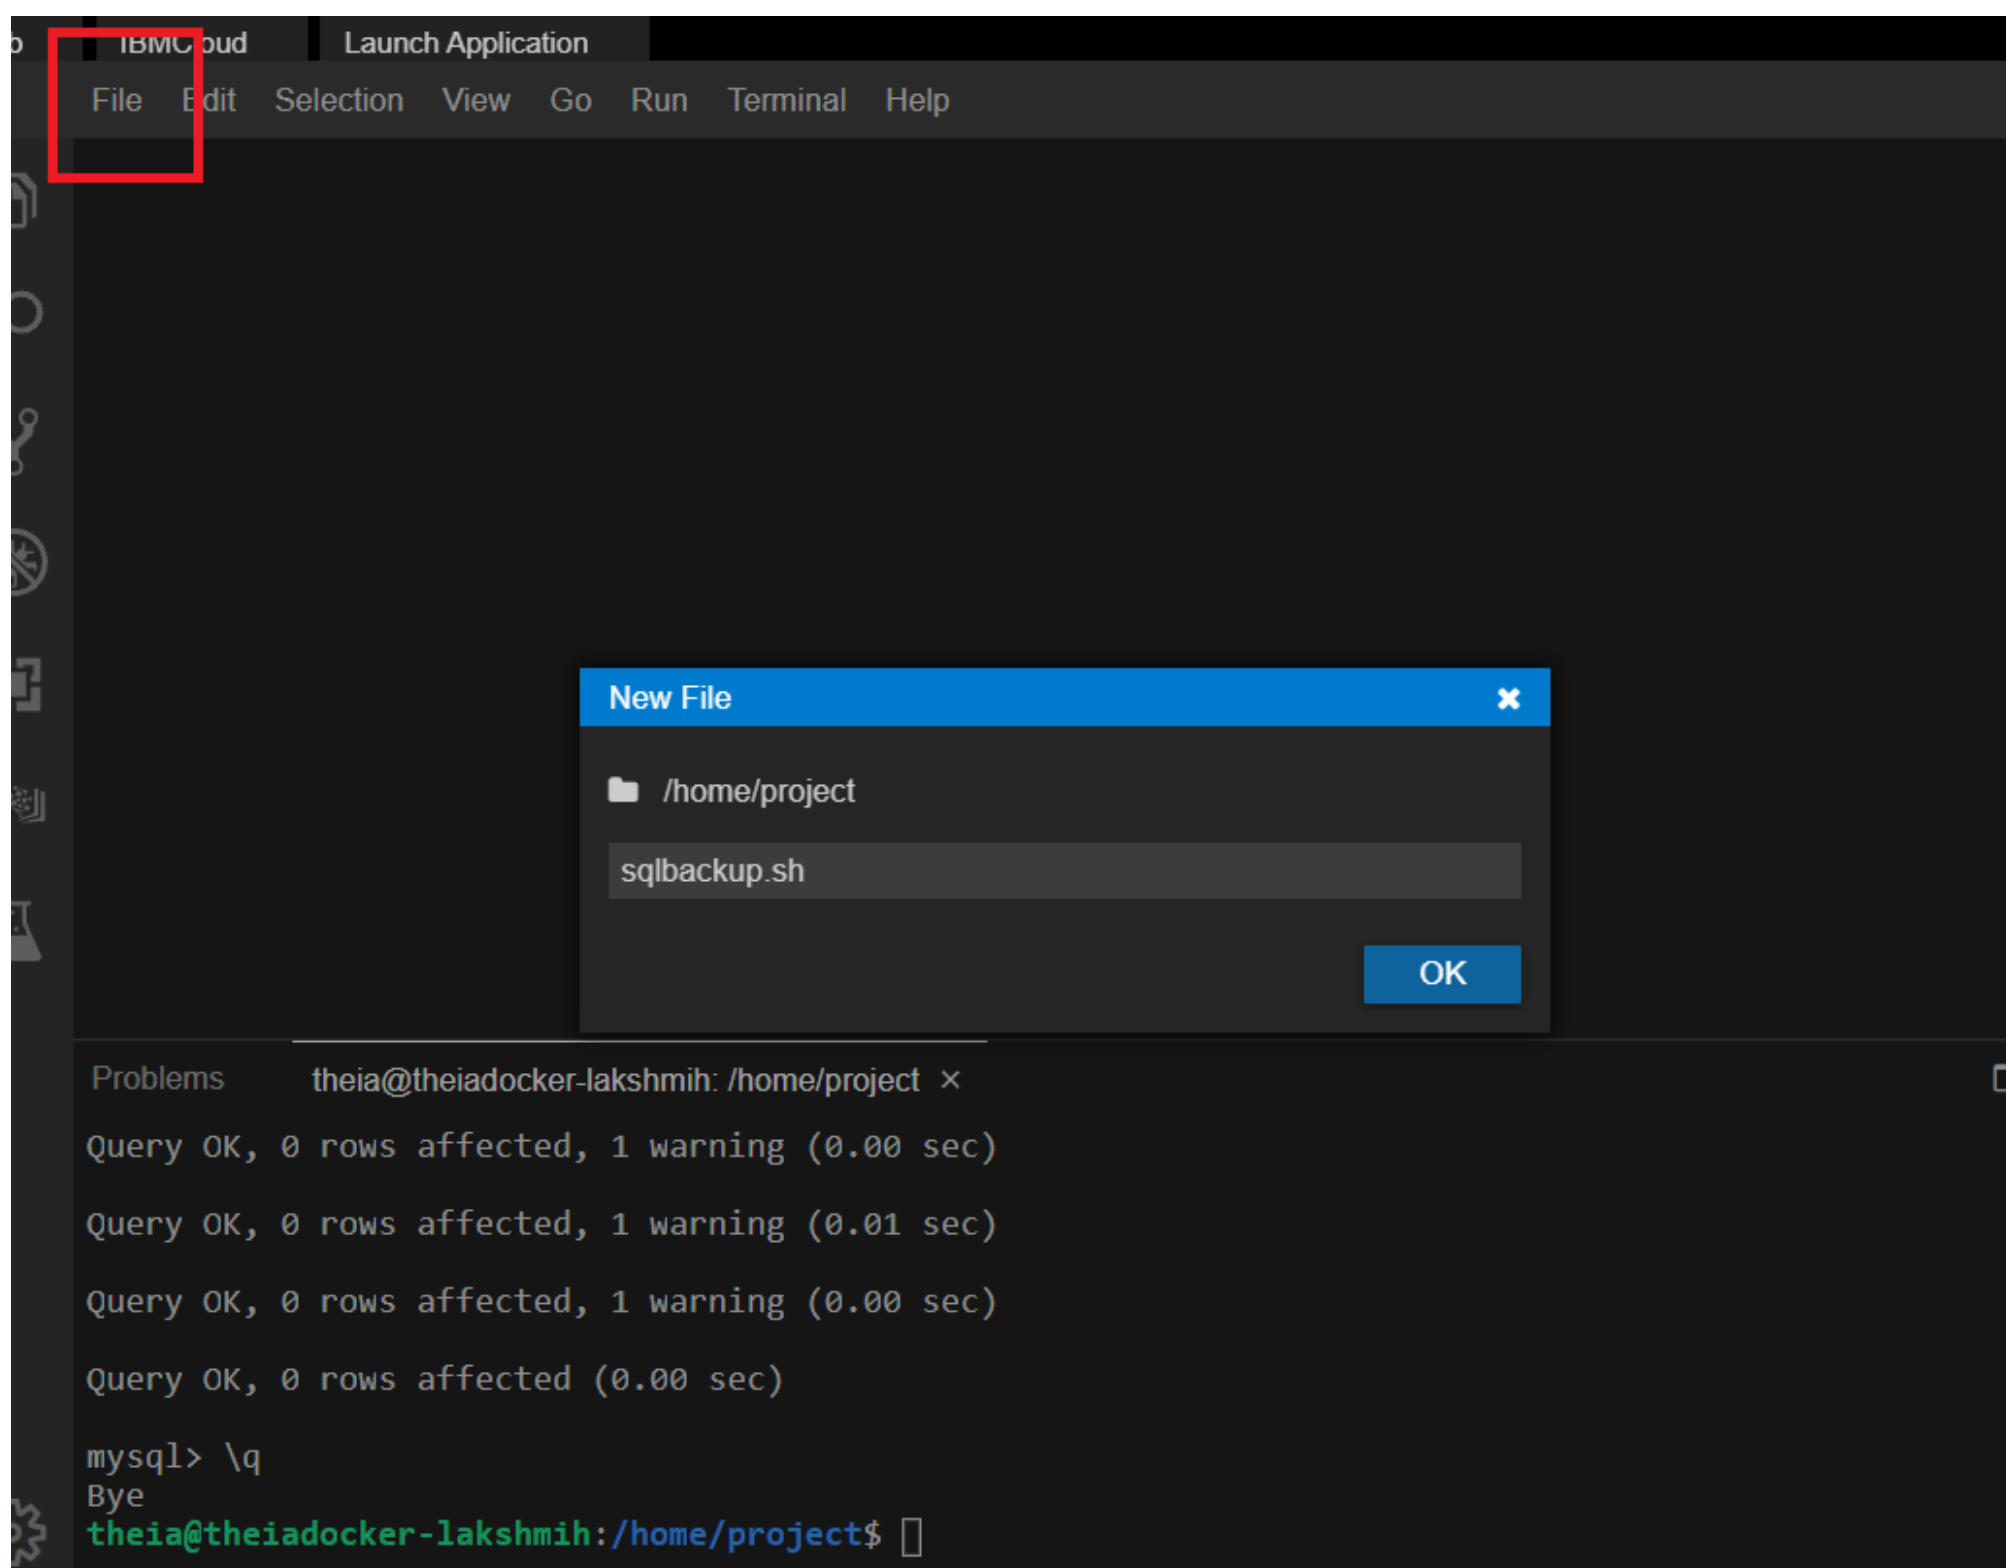 IBMCloud Launch Application
File Edit Selection View Go Run Terminal Help
New File
/home/project
sqlbackup.sh
OK
Problems theia@theiadocker-lakshmih: /home/project ×
Query OK, 0 rows affected, 1 warning (0.00 sec)
Query OK, 0 rows affected, 1 warning (0.01 sec)
Query OK, 0 rows affected, 1 warning (0.00 sec)
Query OK, 0 rows affected (0.00 sec)
mysql> \q
Bye
theia@theiadocker-lakshmih:/home/project$